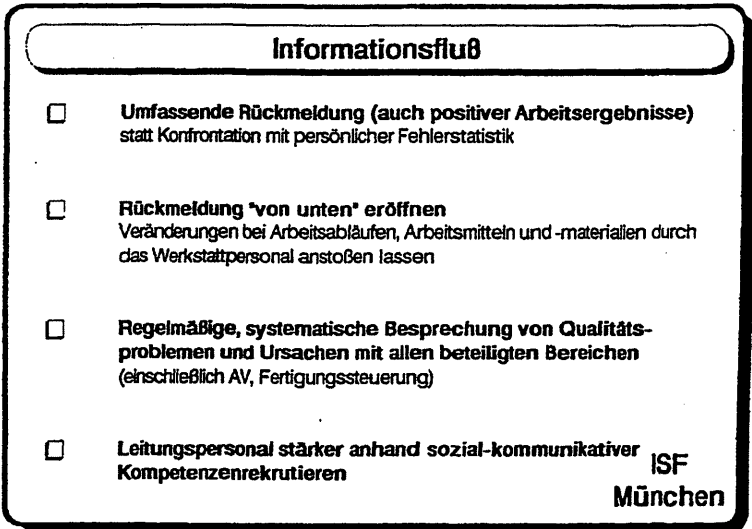 Informationsfluß
Umfassende Rückmeldung (auch positiver Arbeitsergebnisse)
statt Konfrontation mit persönlicher Fehlerstatistik
Rückmeldung "von unten" eröffnen
Veränderungen bei Arbeitsabläufen, Arbeitsmitteln und -materialien durch
das Werkstattpersonal anstoßen lassen
Regelmäßige, systematische Besprechung von Qualitäts-
problemen und Ursachen mit allen beteiligten Bereichen
(einschließlich AV, Fertigungssteuerung)
Leitungspersonal stärker anhand sozial-kommunikativer
Kompetenzenrekrutieren
ISF
München